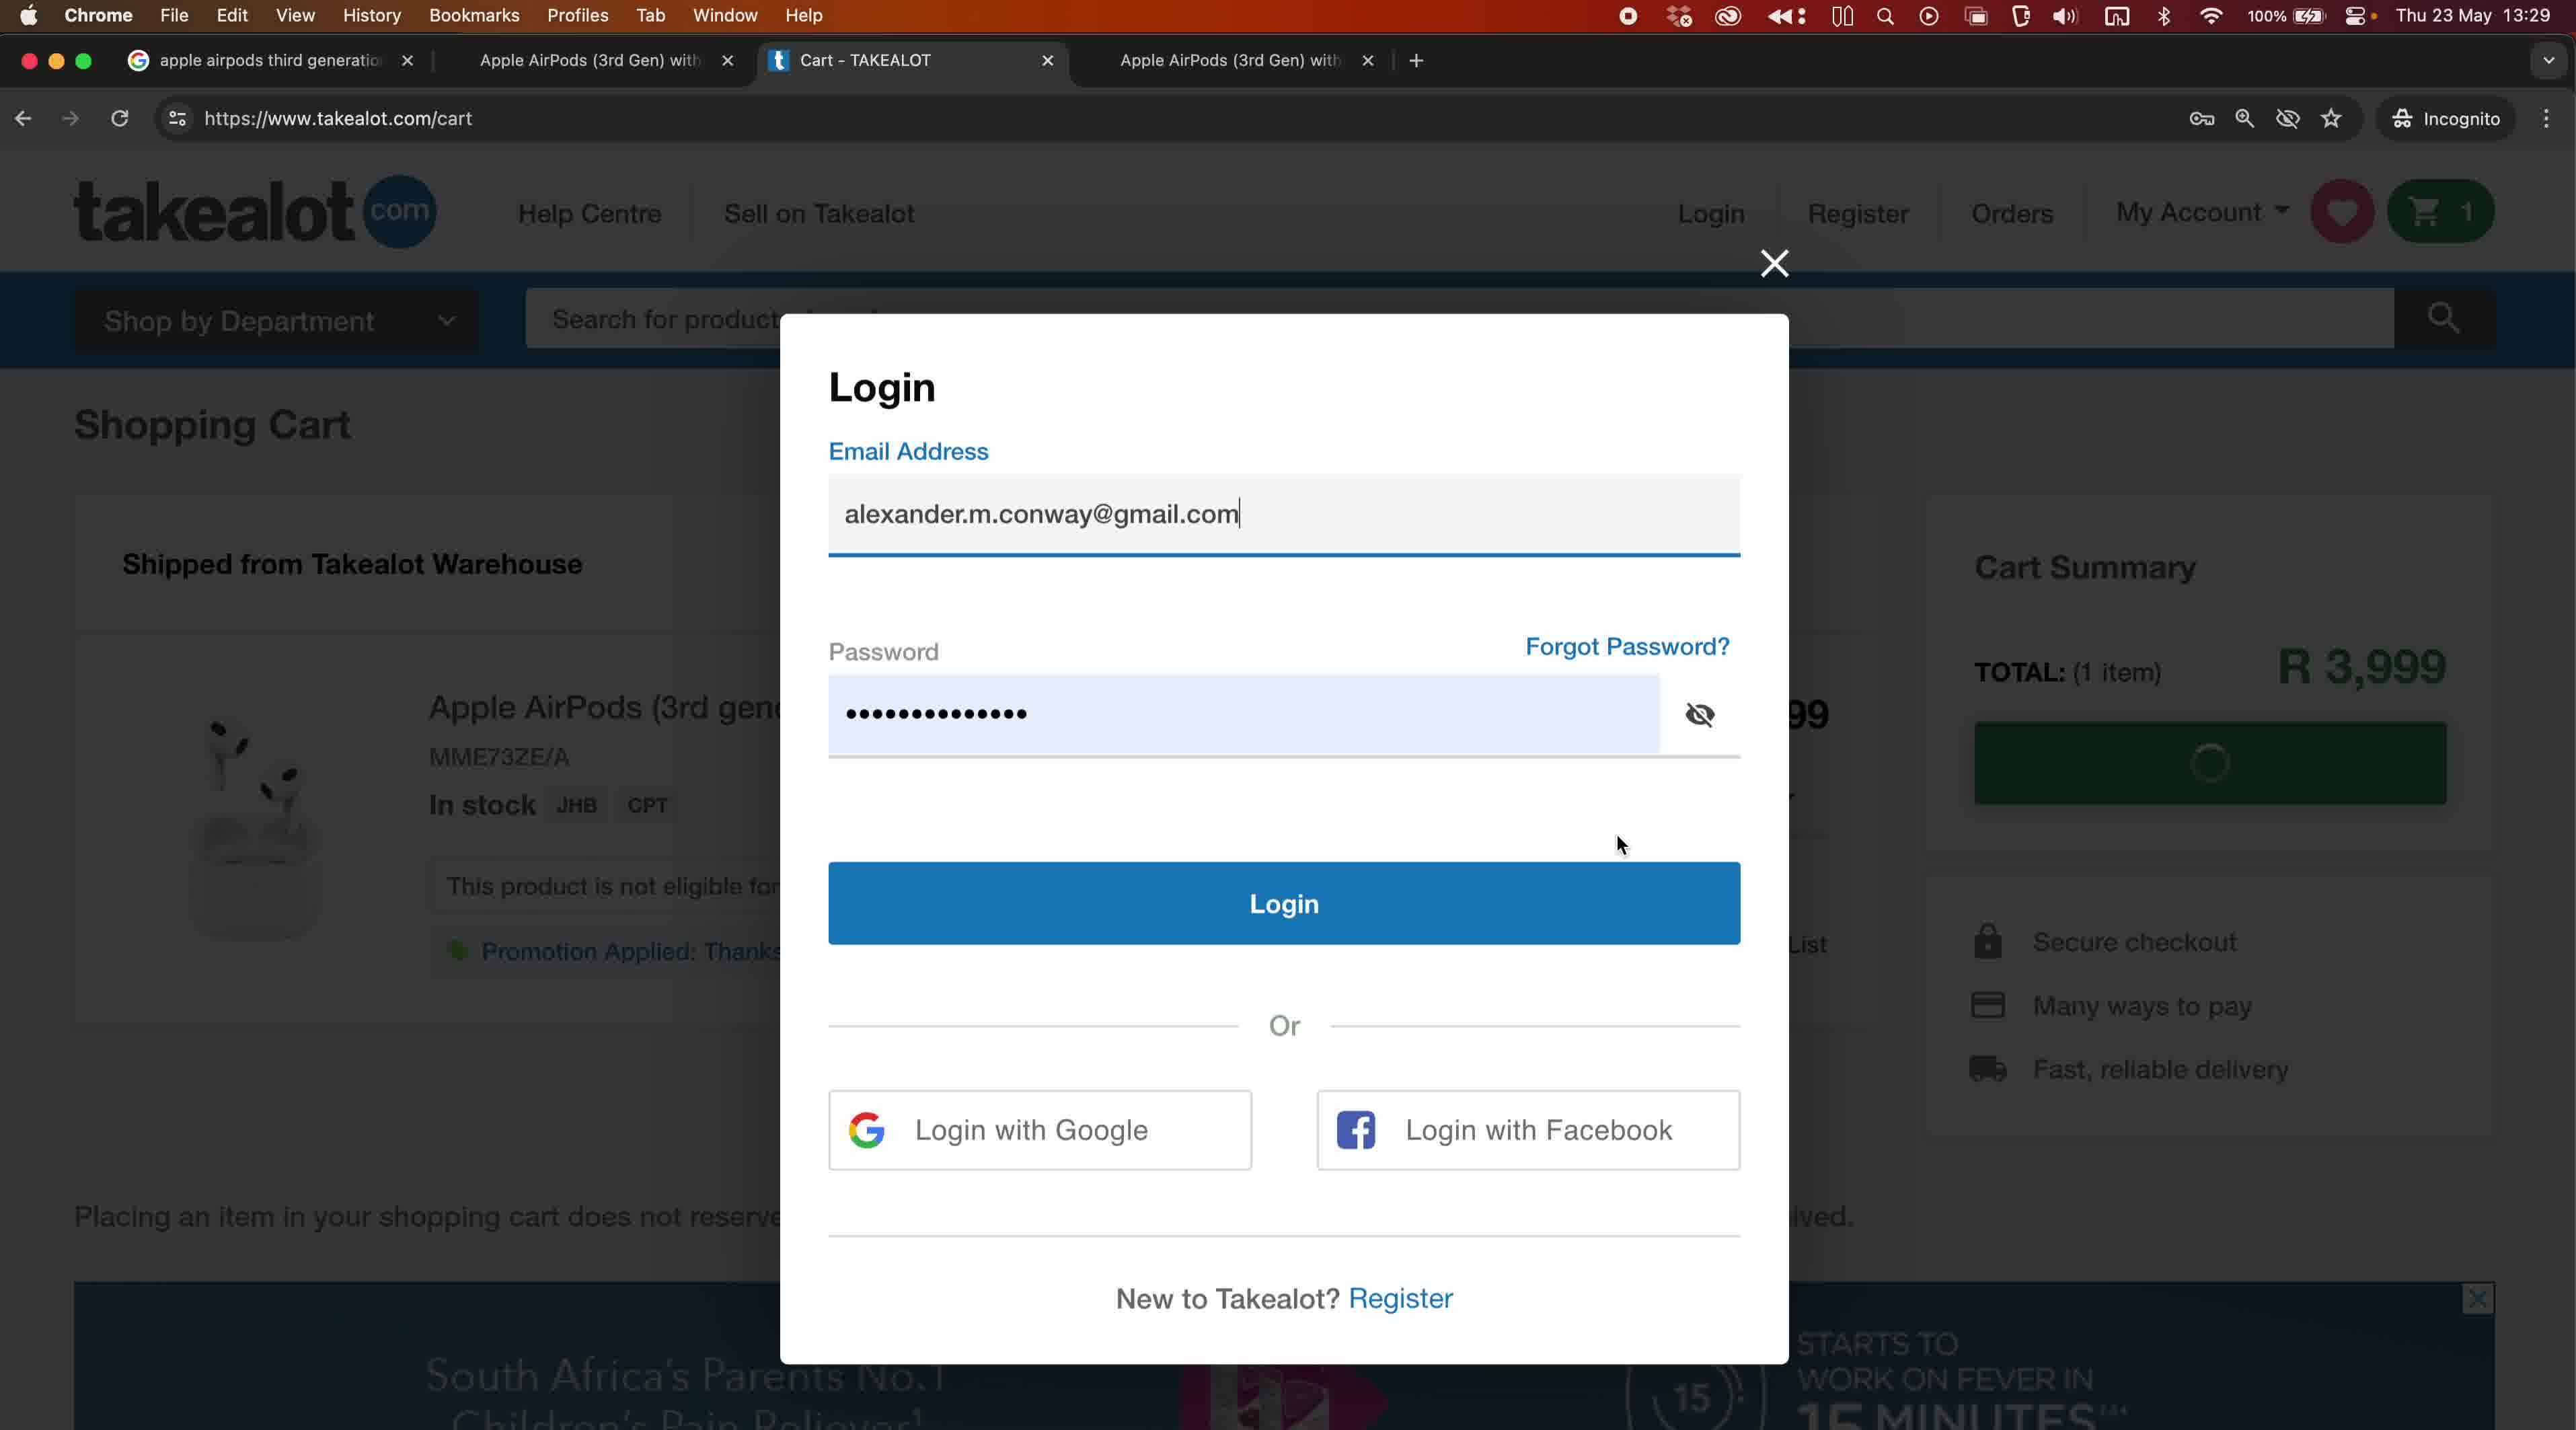 Chrome File Edit View History Bookmarks Profiles Tab Window Help 100% Thu 23 May 13:29
apple airpods third generatio Apple AirPods (3rd Gen) with Cart - TAKEALOT Apple AirPods (3rd Gen) with
https://www.takealot.com/cart Incognito
takealot com Help Centre Sell on Takealot Login Register Orders My Account 1
Shop by Department Search for product
Shopping Cart
Login
Email Address
alexander.m.conway@gmail.com
Password Forgot Password?
••••••••••••••
Login
Or
Login with Google Login with Facebook
New to Takealot? Register
Shipped from Takealot Warehouse
Apple AirPods (3rd gen
MME73ZE/A
In stock JHB CPT
This product is not eligible for
Promotion Applied: Thanks
99
List
Cart Summary
TOTAL: (1 item) R 3,999
Secure checkout
Many ways to pay
Fast, reliable delivery
Placing an item in your shopping cart does not reserve
South Africa's Parents No.1
Children's Pain Reliever¹
15
STARTS TO
WORK ON FEVER IN
15 MINUTES